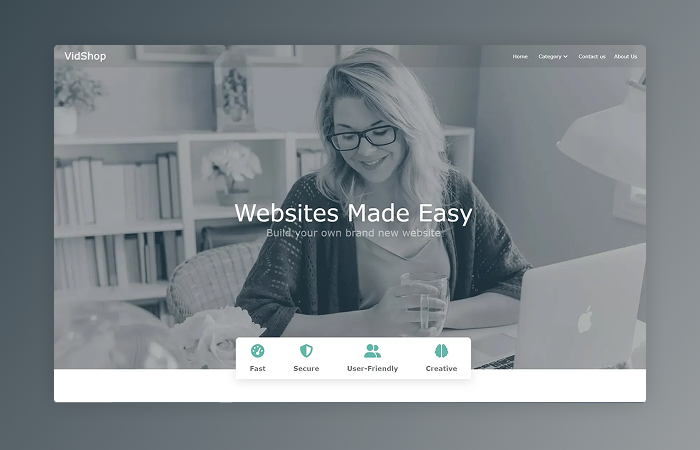 VidShop
Home Category Contact us About Us
Websites Made Easy
Build your own brand new website
Fast Secure User-Friendly Creative